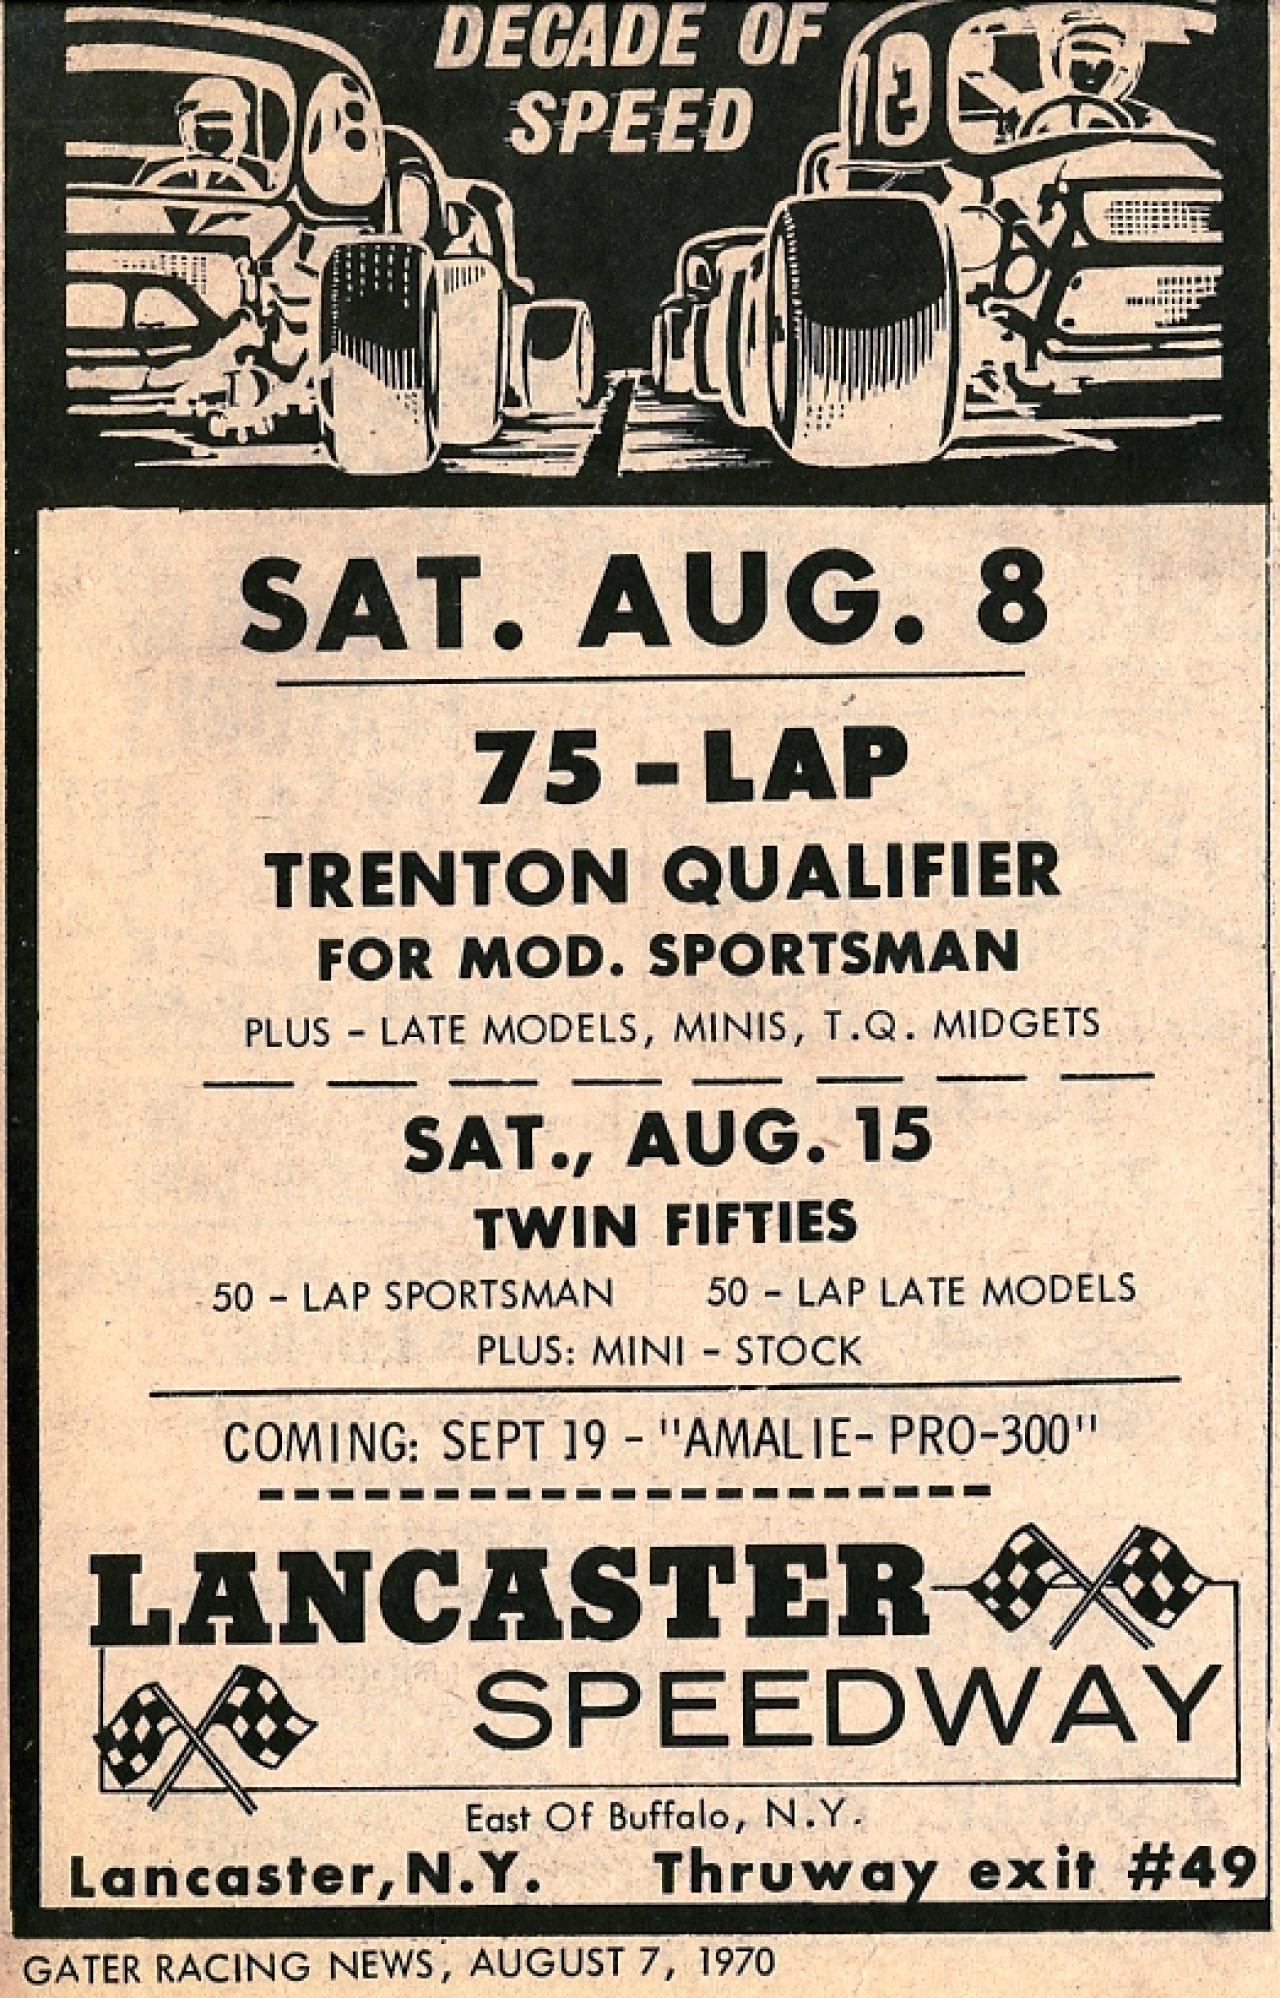 DECADE OF
SPEED
SAT. AUG. 8
75 - LAP
TRENTON QUALIFIER
FOR MOD. SPORTSMAN
PLUS - LATE MODELS, MINIS, T.Q. MIDGETS
SAT., AUG. 15
TWIN FIFTIES
50 - LAP SPORTSMAN 50 - LAP LATE MODELS
PLUS: MINI - STOCK
COMING: SEPT 19 - "AMALIE- PRO-300"
LANCASTER
SPEEDWAY
East Of Buffalo, N.Y.
Lancaster, N.Y. Thruway exit #49
GATER RACING NEWS, AUGUST 7, 1970